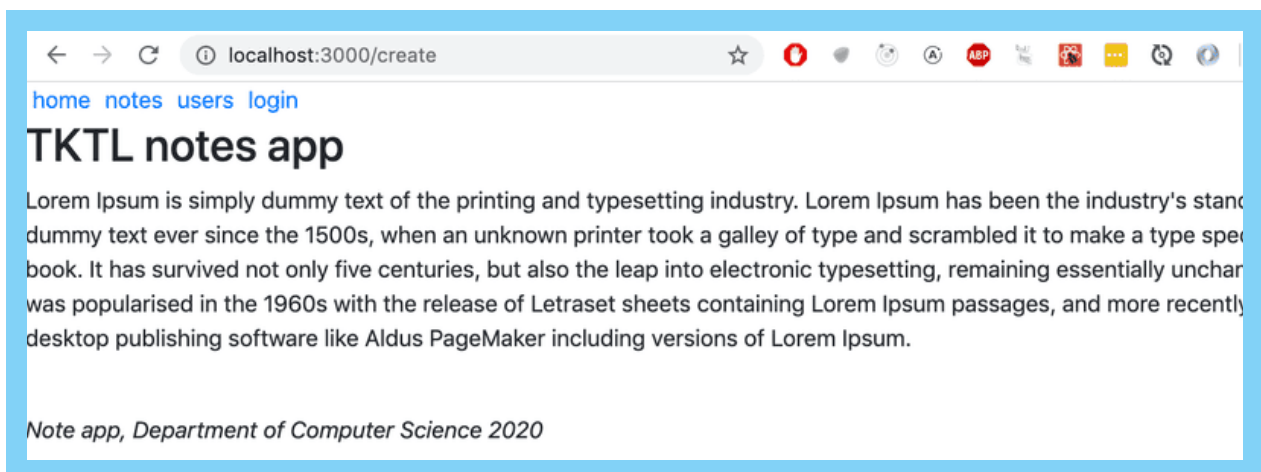 localhost:3000/create
ABP
home notes users login
TKTL notes app
Lorem Ipsum is simply dummy text of the printing and typesetting industry. Lorem Ipsum has been the industry's stand
dummy text ever since the 1500s, when an unknown printer took a galley of type and scrambled it to make a type spec
book. It has survived not only five centuries, but also the leap into electronic typesetting, remaining essentially unchan
was popularised in the 1960s with the release of Letraset sheets containing Lorem Ipsum passages, and more recently
desktop publishing software like Aldus PageMaker including versions of Lorem Ipsum.
Note app, Department of Computer Science 2020